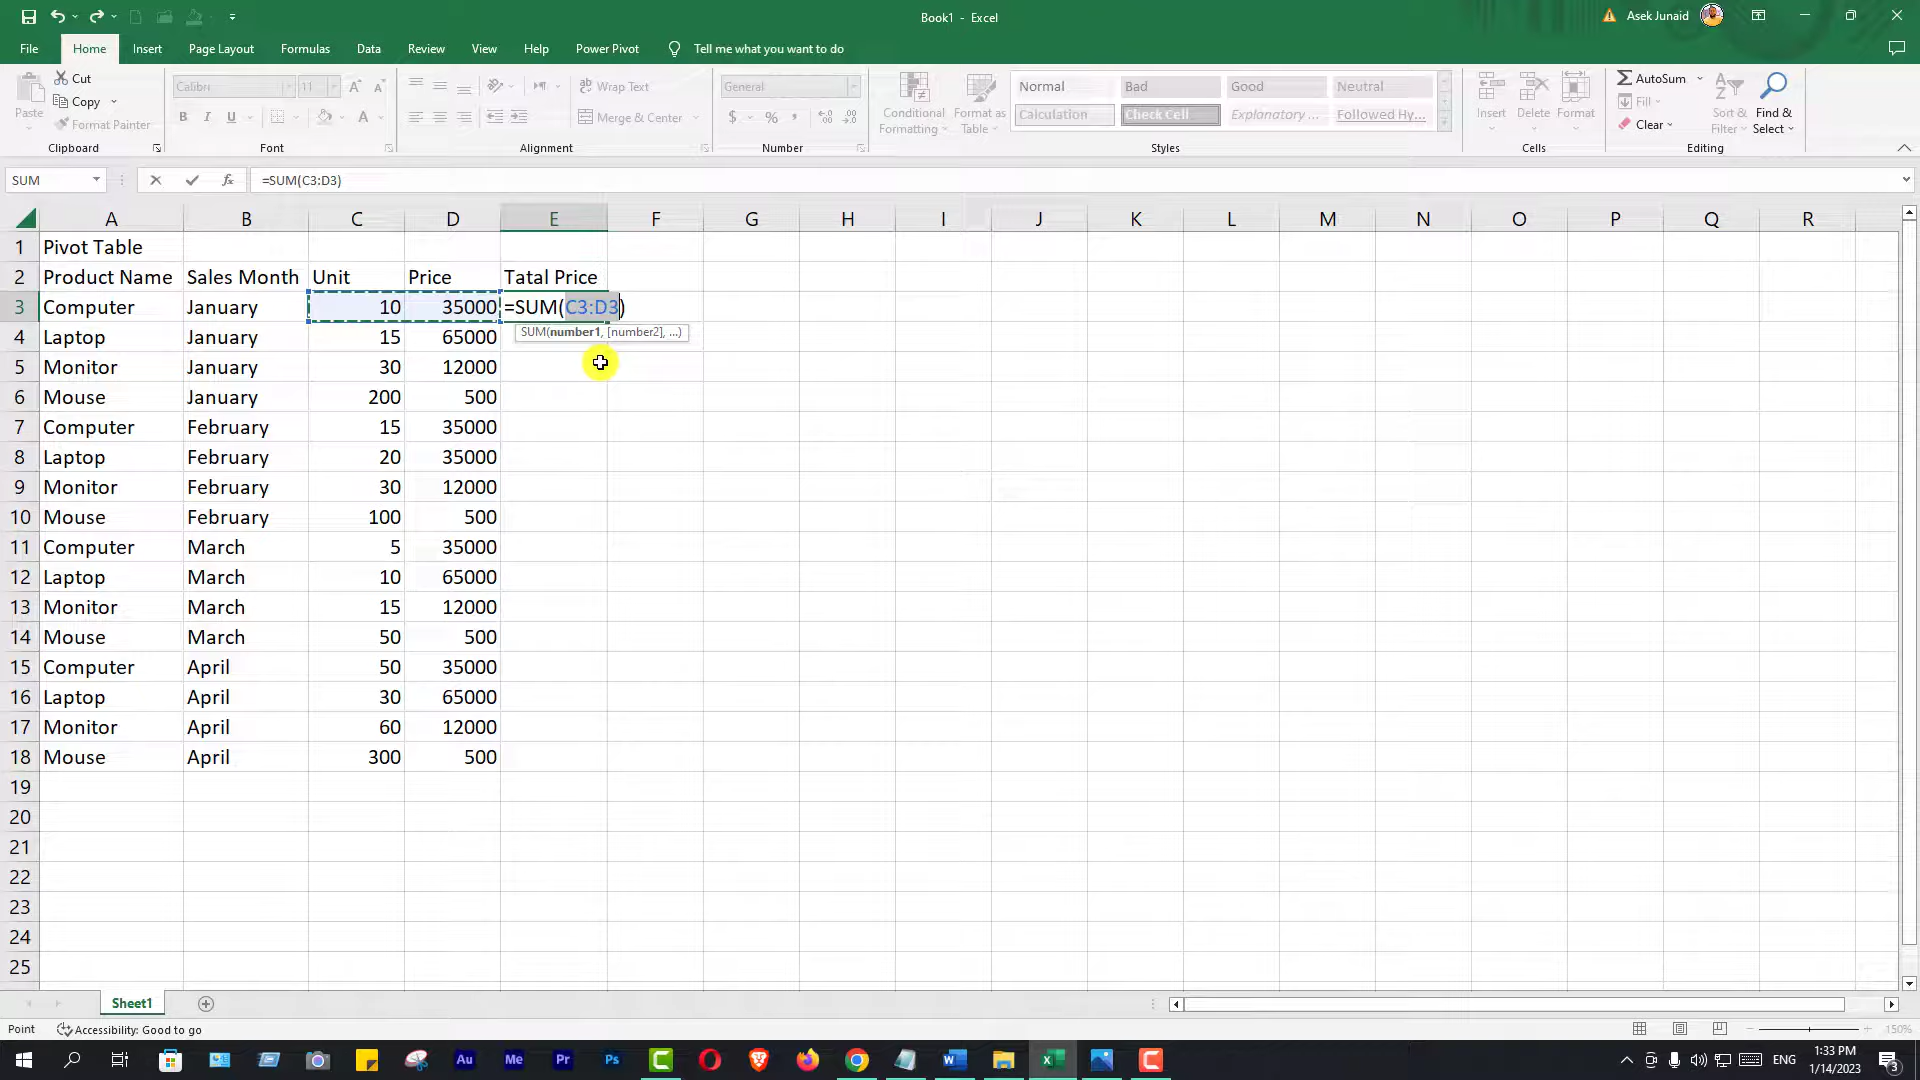 Book1 - Excel
Asek Junaid
File Home Insert Page Layout Formulas Data Review View Help Power Pivot Tell me what you want to do
Paste
Cut
Copy
Format Painter
Clipboard
Calibri 11
B I U
Font
Wrap Text
Merge & Center
Alignment
General
$ % ,
Number
Conditional Formatting
Format as Table
Normal Bad Good Neutral
Calculation Check Cell Explanatory ... Followed Hy...
Styles
Insert Delete Format
Cells
AutoSum
Fill
Clear
Sort & Filter
Find & Select
Editing
SUM fx =SUM(C3:D3)
A B C D E F G H I J K L M N O P Q R
1 Pivot Table
2 Product Name Sales Month Unit Price Tatal Price
3 Computer January 10 35000 =SUM(C3:D3)
SUM(number1, [number2], ...)
4 Laptop January 15 65000
5 Monitor January 30 12000
6 Mouse January 200 500
7 Computer February 15 35000
8 Laptop February 20 35000
9 Monitor February 30 12000
10 Mouse February 100 500
11 Computer March 5 35000
12 Laptop March 10 65000
13 Monitor March 15 12000
14 Mouse March 50 500
15 Computer April 50 35000
16 Laptop April 30 65000
17 Monitor April 60 12000
18 Mouse April 300 500
19
20
21
22
23
24
25
Sheet1
Point Accessibility: Good to go 150%
Au Me Pr Ps ENG 1:33 PM
1/14/2023 3